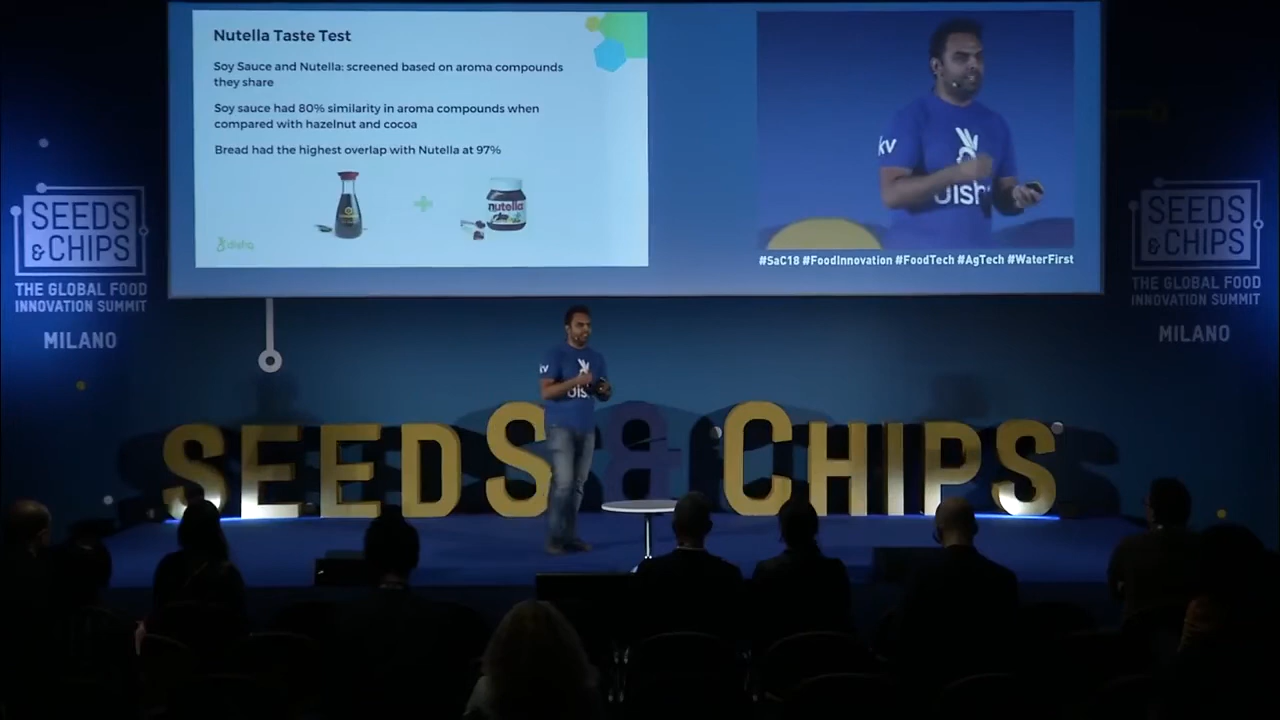 Nutella Taste Test
Soy Sauce and Nutella: screened based on aroma compounds
they share
Soy sauce had 80% similarity in aroma compounds when
compared with hazelnut and cocoa
Bread had the highest overlap with Nutella at 97%
nutella
#SaC18 #FoodInnovation #FoodTech #AgTech #WaterFirst
SEEDS
& CHIPS
THE GLOBAL FOOD
INNOVATION SUMMIT
MILANO
SEEDS
& CHIPS
THE GLOBAL FOOD
INNOVATION SUMMIT
MILANO
SEEDS & CHIPS